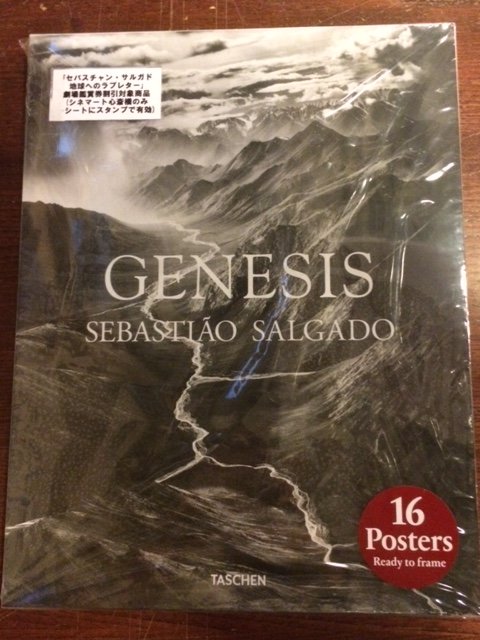 「セバスチャン・サルガド
地球へのラブレター」
劇場鑑賞券割引対象商品
(シネマート心斎橋のみ
シートにスタンプで有効)
GENESIS
SEBASTIÃO SALGADO
16
Posters
Ready to frame
TASCHEN